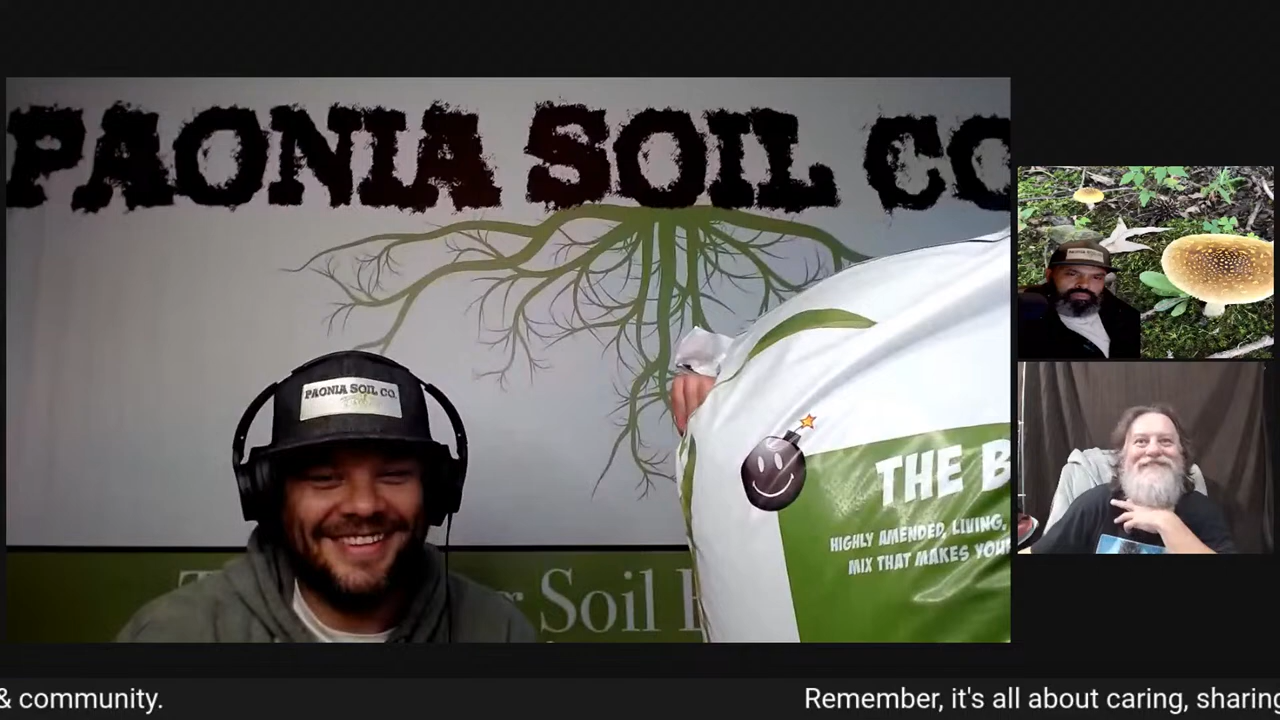 PAONIA SOIL CO
PAONIA SOIL CO.
THE B
HIGHLY AMENDED, LIVING,
MIX THAT MAKES YOU
Soil
& community.
Remember, it's all about caring, sharing